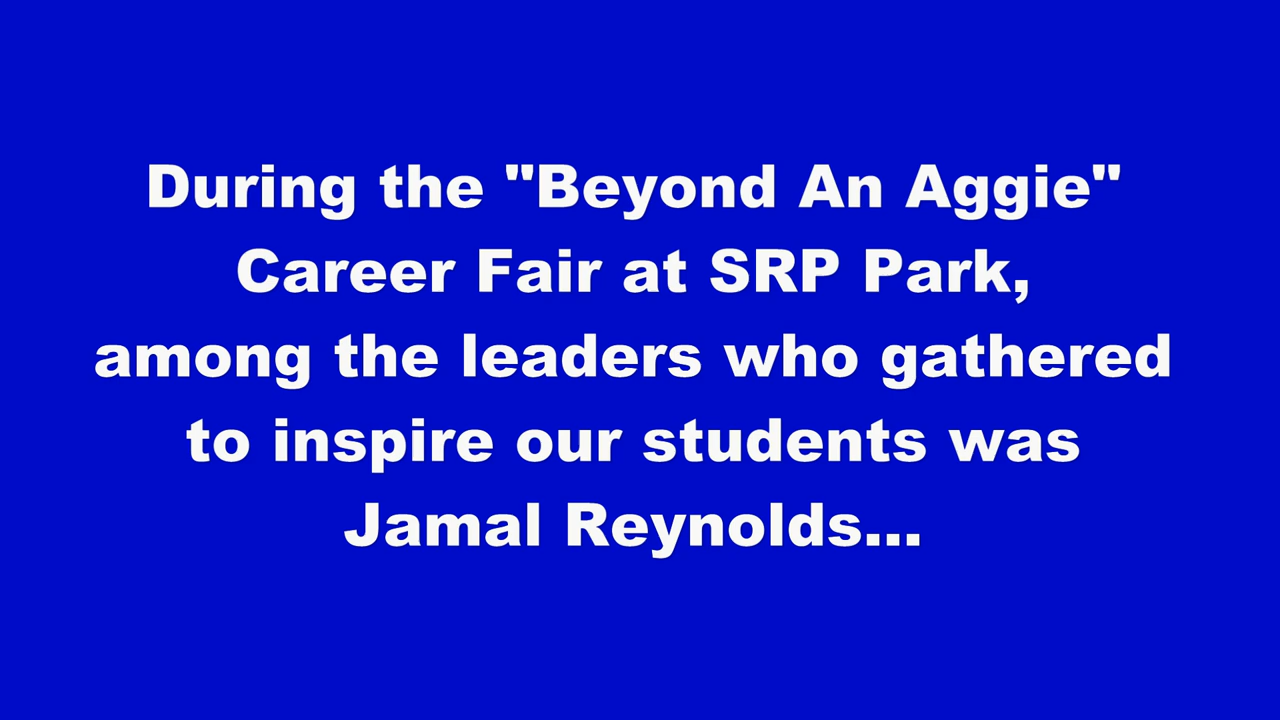 During the "Beyond An Aggie"
Career Fair at SRP Park,
among the leaders who gathered
to inspire our students was
Jamal Reynolds...